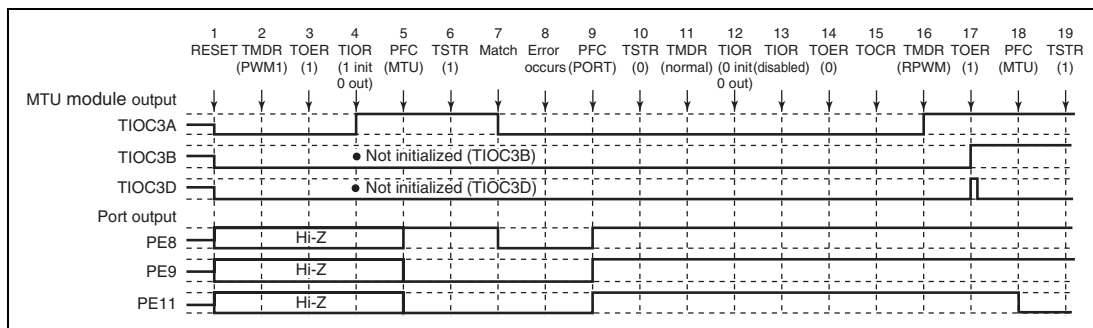 1 2 3 4 5 6 7 8 9 10 11 12 13 14 15 16 17 18 19
RESET TMDR TOER TIOR PFC TSTR Match Error PFC TSTR TMDR TIOR TIOR TOER TOCR TMDR TOER PFC TSTR
(PWM1) (1) (1 init (MTU) (1) occurs (PORT) (0) (normal) (0 init (disabled) (0) (RPWM) (1) (MTU) (1)
0 out) 0 out)
MTU module output
TIOC3A
TIOC3B • Not initialized (TIOC3B)
TIOC3D • Not initialized (TIOC3D)
Port output
PE8 Hi-Z
PE9 Hi-Z
PE11 Hi-Z